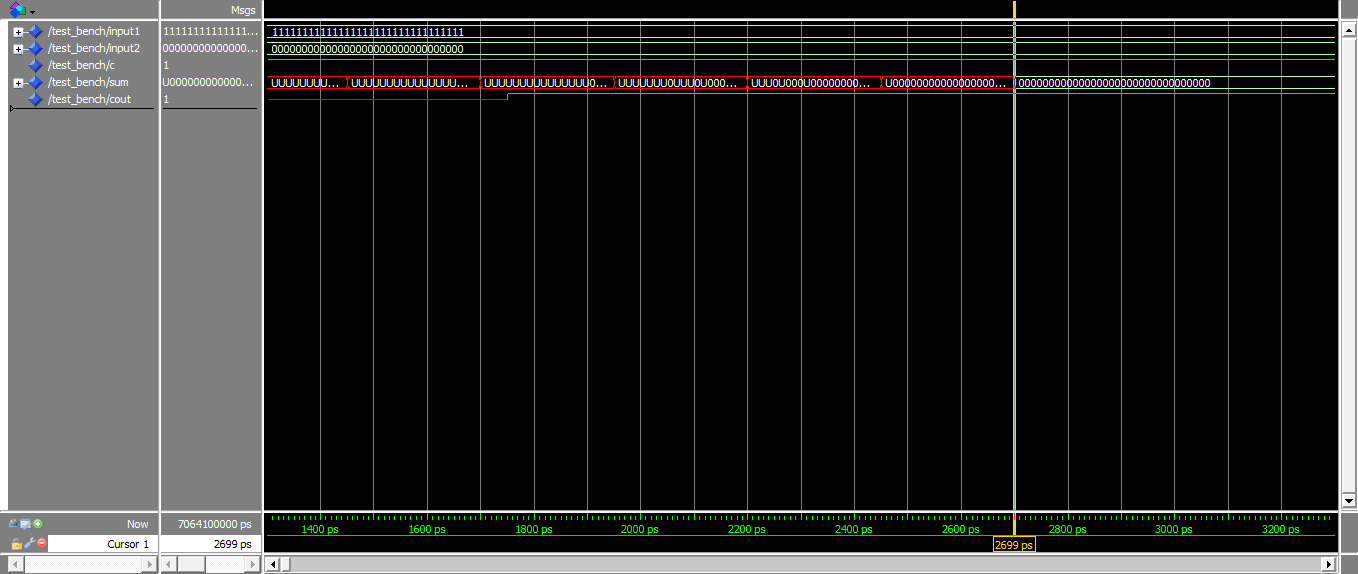 Msgs
/test_bench/input1 11111111111111... 11111111111111111111111111111111
/test_bench/input2 00000000000000... 00000000000000000000000000000000
/test_bench/c 1
/test_bench/sum U000000000000... UUUUUUUU... UUUUUUUUUUUUUUU... UUUUUUUUUUUUUUU0... UUUUUUU0UUU0U000... UUU0U000U00000000... U00000000000000000... 00000000000000000000000000000000
/test_bench/cout 1
Now 7064100000 ps 1400 ps 1600 ps 1800 ps 2000 ps 2200 ps 2400 ps 2600 ps 2800 ps 3000 ps 3200 ps
Cursor 1 2699 ps 2699 ps